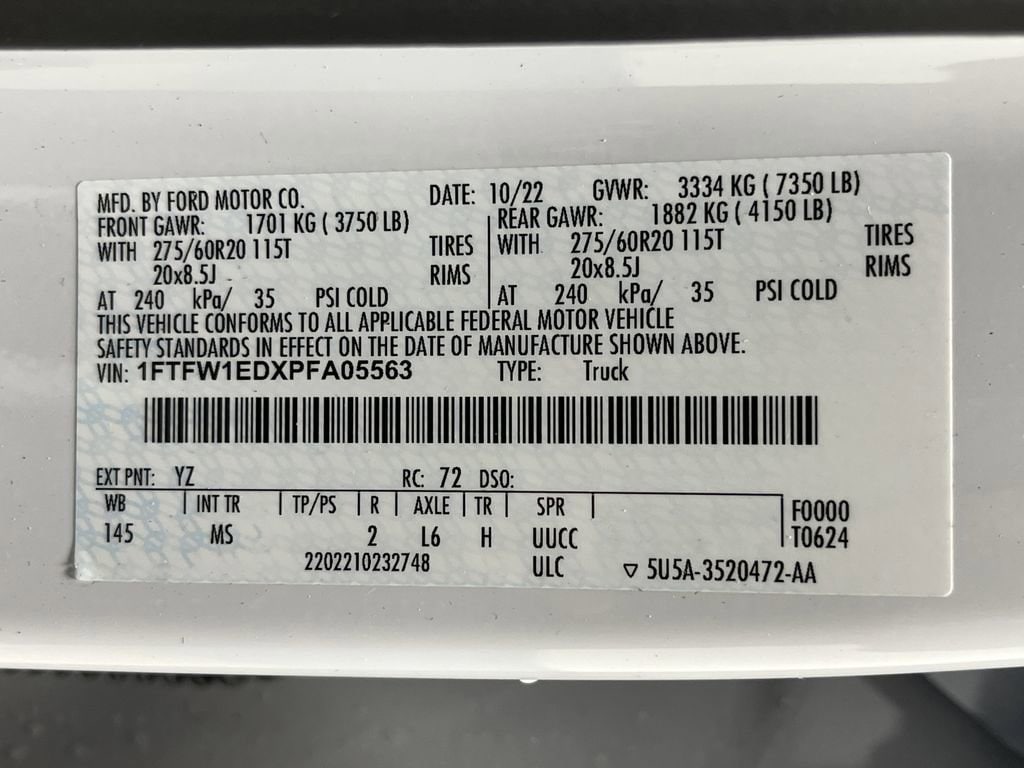 MFD. BY FORD MOTOR CO. DATE: 10/22 GVWR: 3334 KG ( 7350 LB)
FRONT GAWR: 1701 KG ( 3750 LB) REAR GAWR: 1882 KG ( 4150 LB)
WITH 275/60R20 115T TIRES WITH 275/60R20 115T TIRES
20x8.5J RIMS 20x8.5J RIMS
AT 240 kPa/ 35 PSI COLD AT 240 kPa/ 35 PSI COLD
THIS VEHICLE CONFORMS TO ALL APPLICABLE FEDERAL MOTOR VEHICLE
SAFETY STANDARDS IN EFFECT ON THE DATE OF MANUFACTURE SHOWN ABOVE.
VIN: 1FTFW1EDXPFA05563 TYPE: Truck
EXT PNT: YZ RC: 72 DSO:
WB INT TR TP/PS R AXLE TR SPR F0000
145 MS 2 L6 H UUCC T0624
2202210232748 ULC ▽ 5U5A-3520472-AA